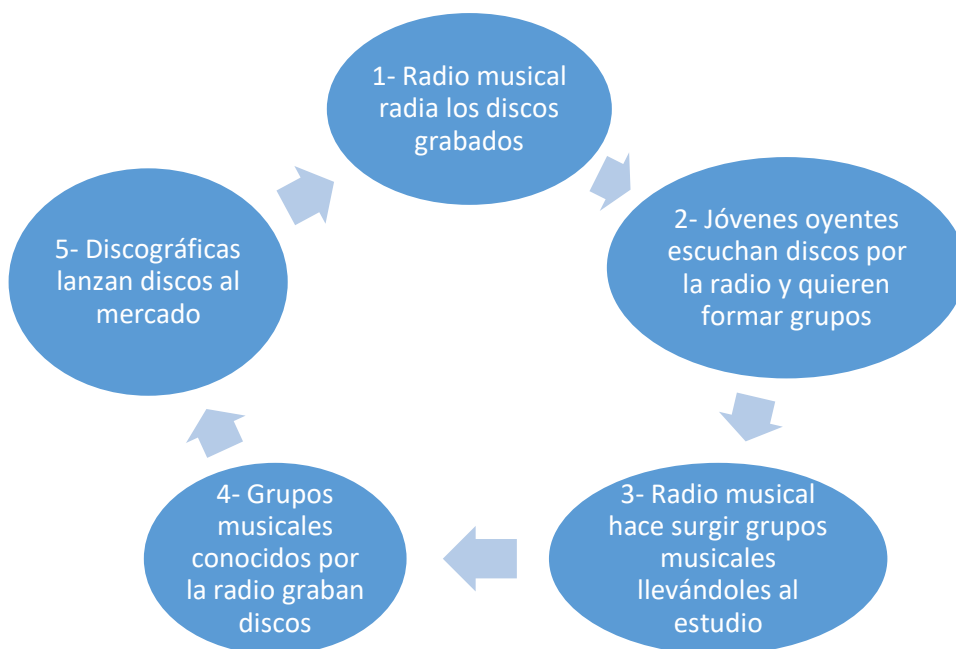 1- Radio musical
radia los discos
grabados
2- Jóvenes oyentes
escuchan discos por
la radio y quieren
formar grupos
3- Radio musical
hace surgir grupos
musicales
llevándoles al
estudio
4- Grupos
musicales
conocidos por
la radio graban
discos
5- Discográficas
lanzan discos al
mercado